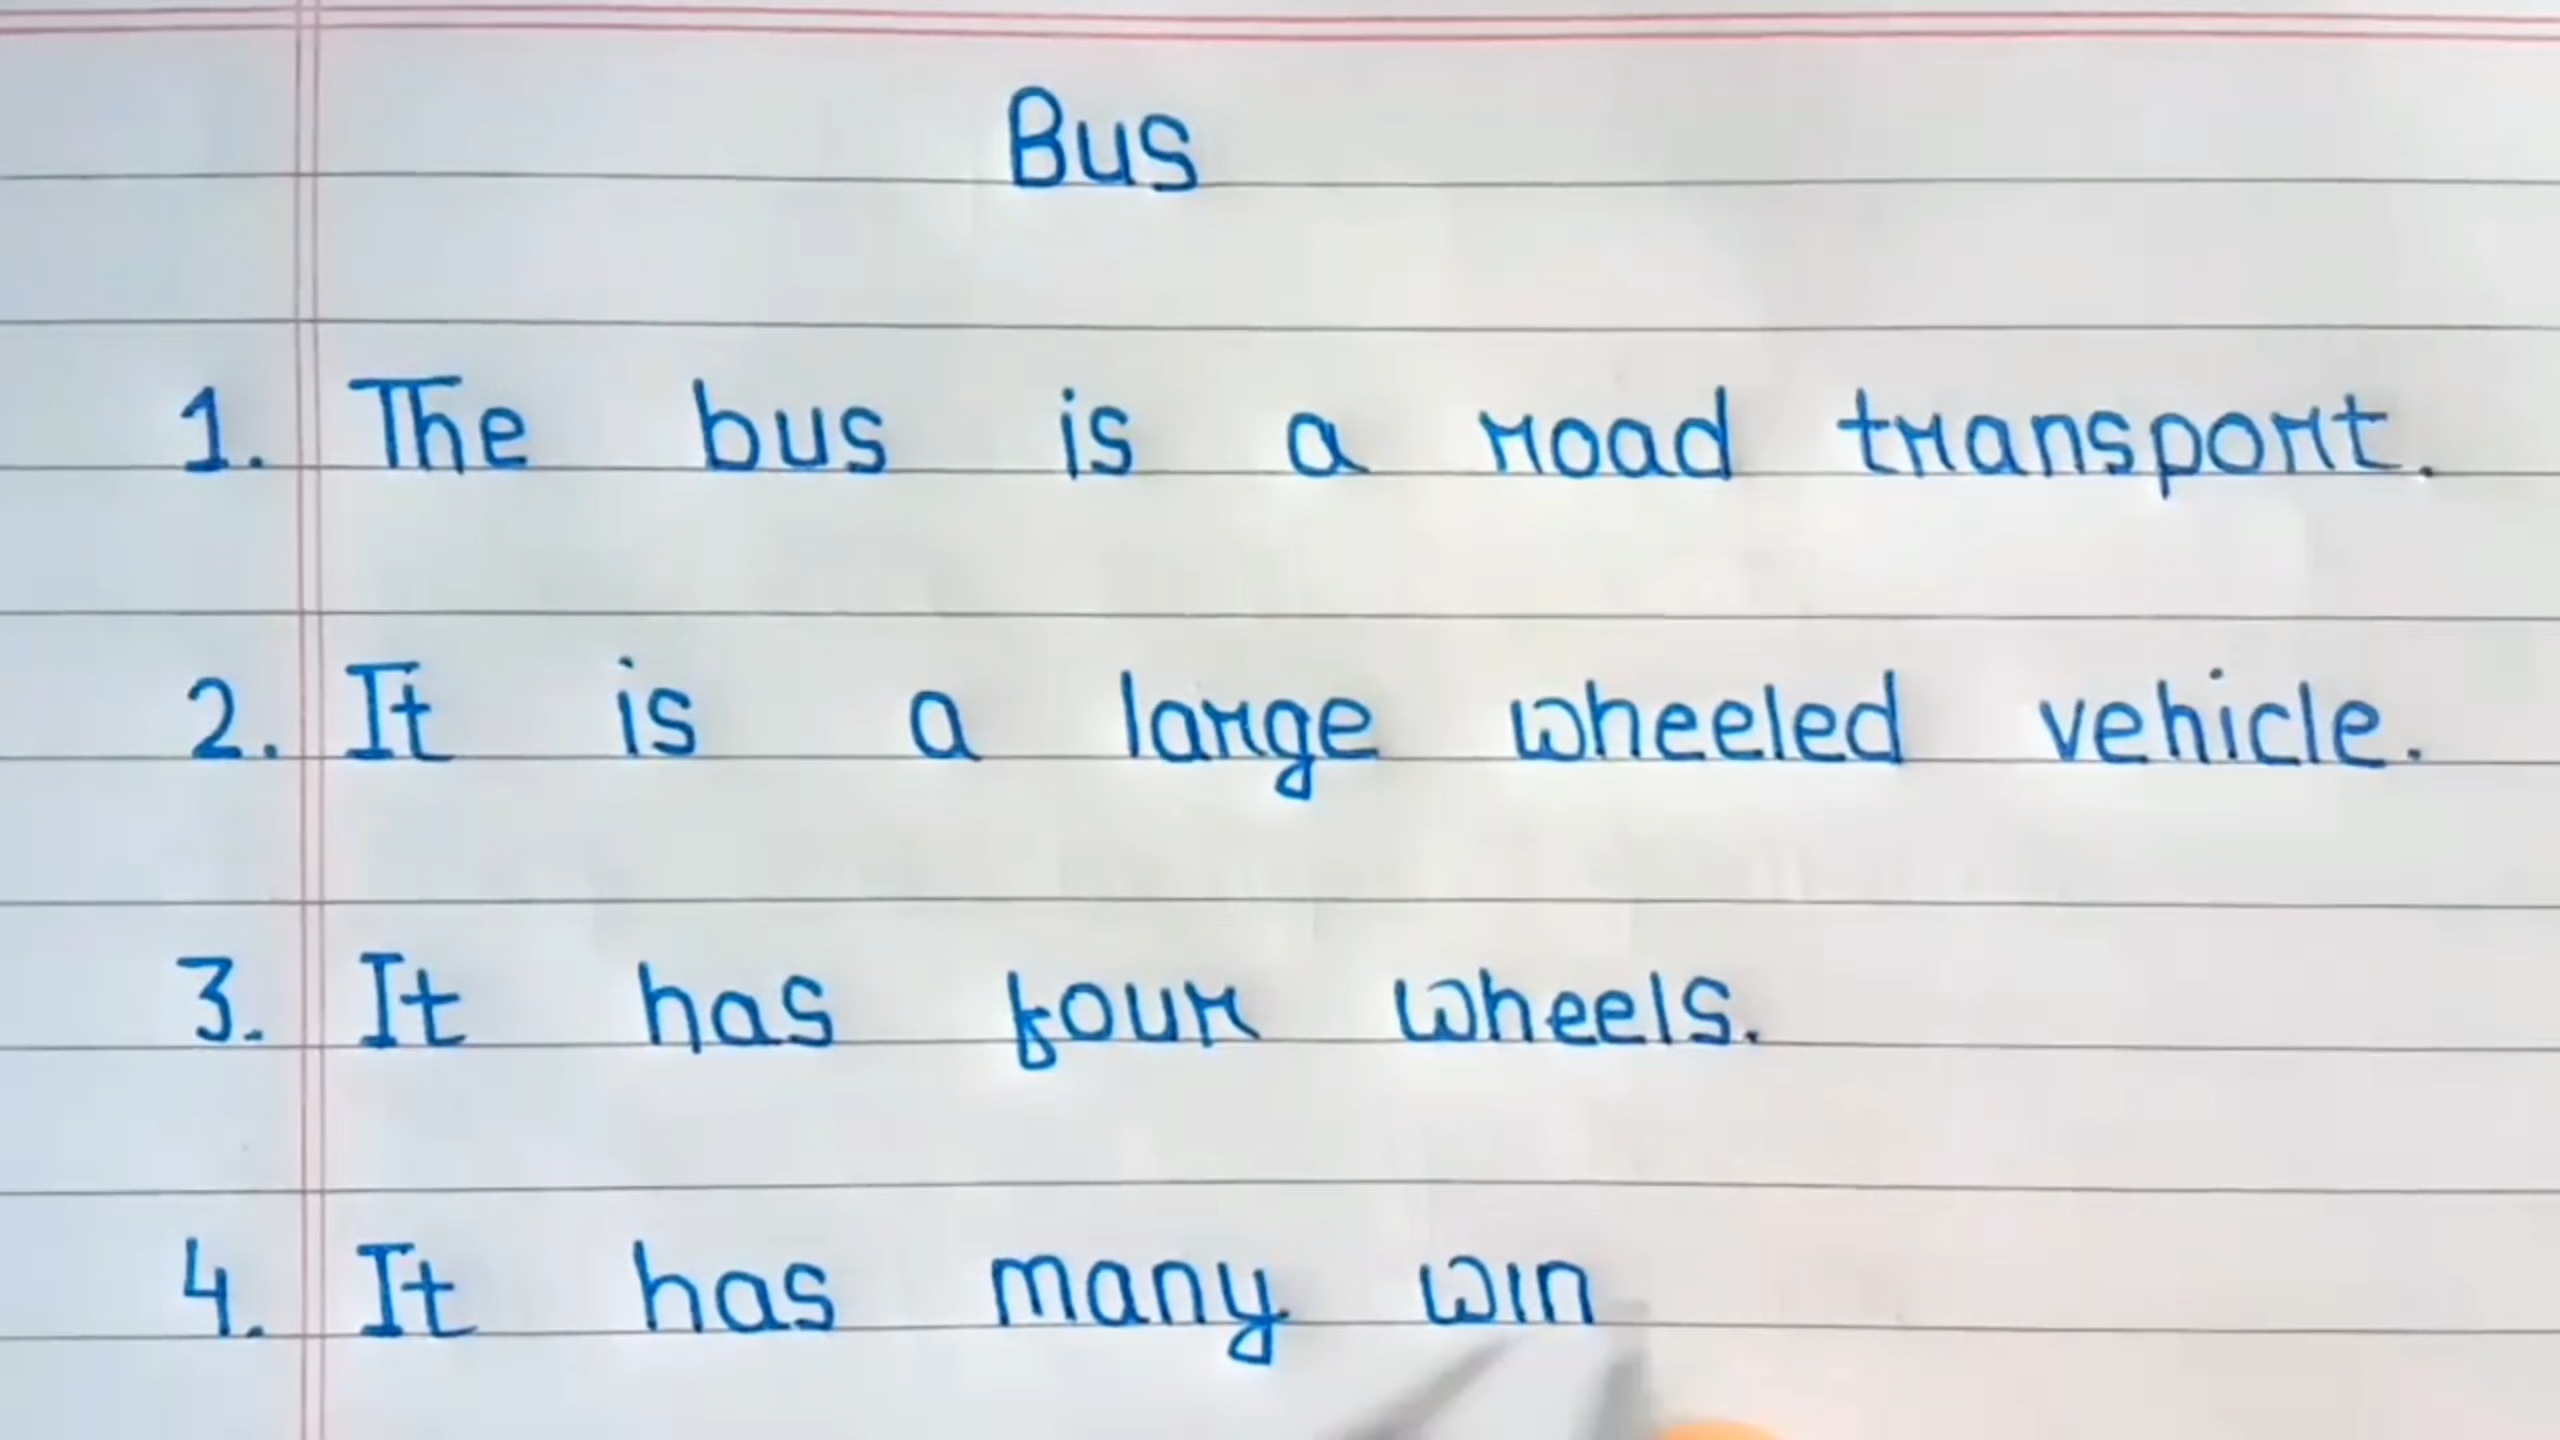 Bus
1. The bus is a road transport.
2. It is a large wheeled vehicle.
3. It has four wheels.
4. It has many win